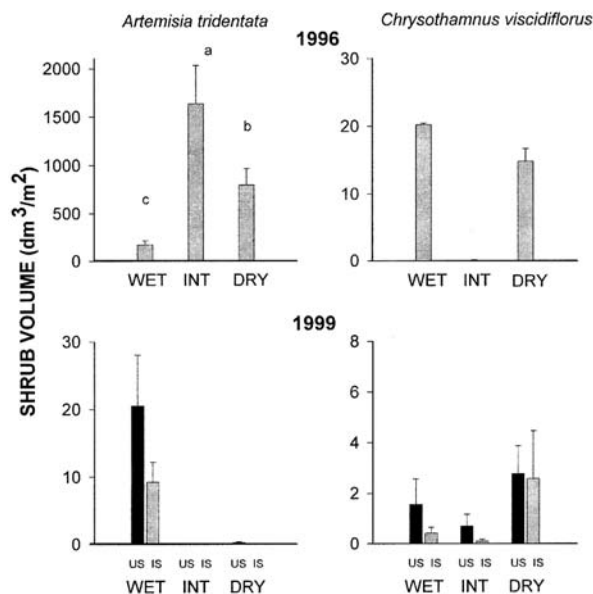 Artemisia tridentata
Chrysothamnus viscidiflorus
1996
SHRUB VOLUME (dm³/m²)
2000
1500
1000
500
0
c
a
b
WET INT DRY
30
20
10
0
WET INT DRY
1999
30
20
10
0
US IS US IS US IS
WET INT DRY
8
6
4
2
0
US IS US IS US IS
WET INT DRY